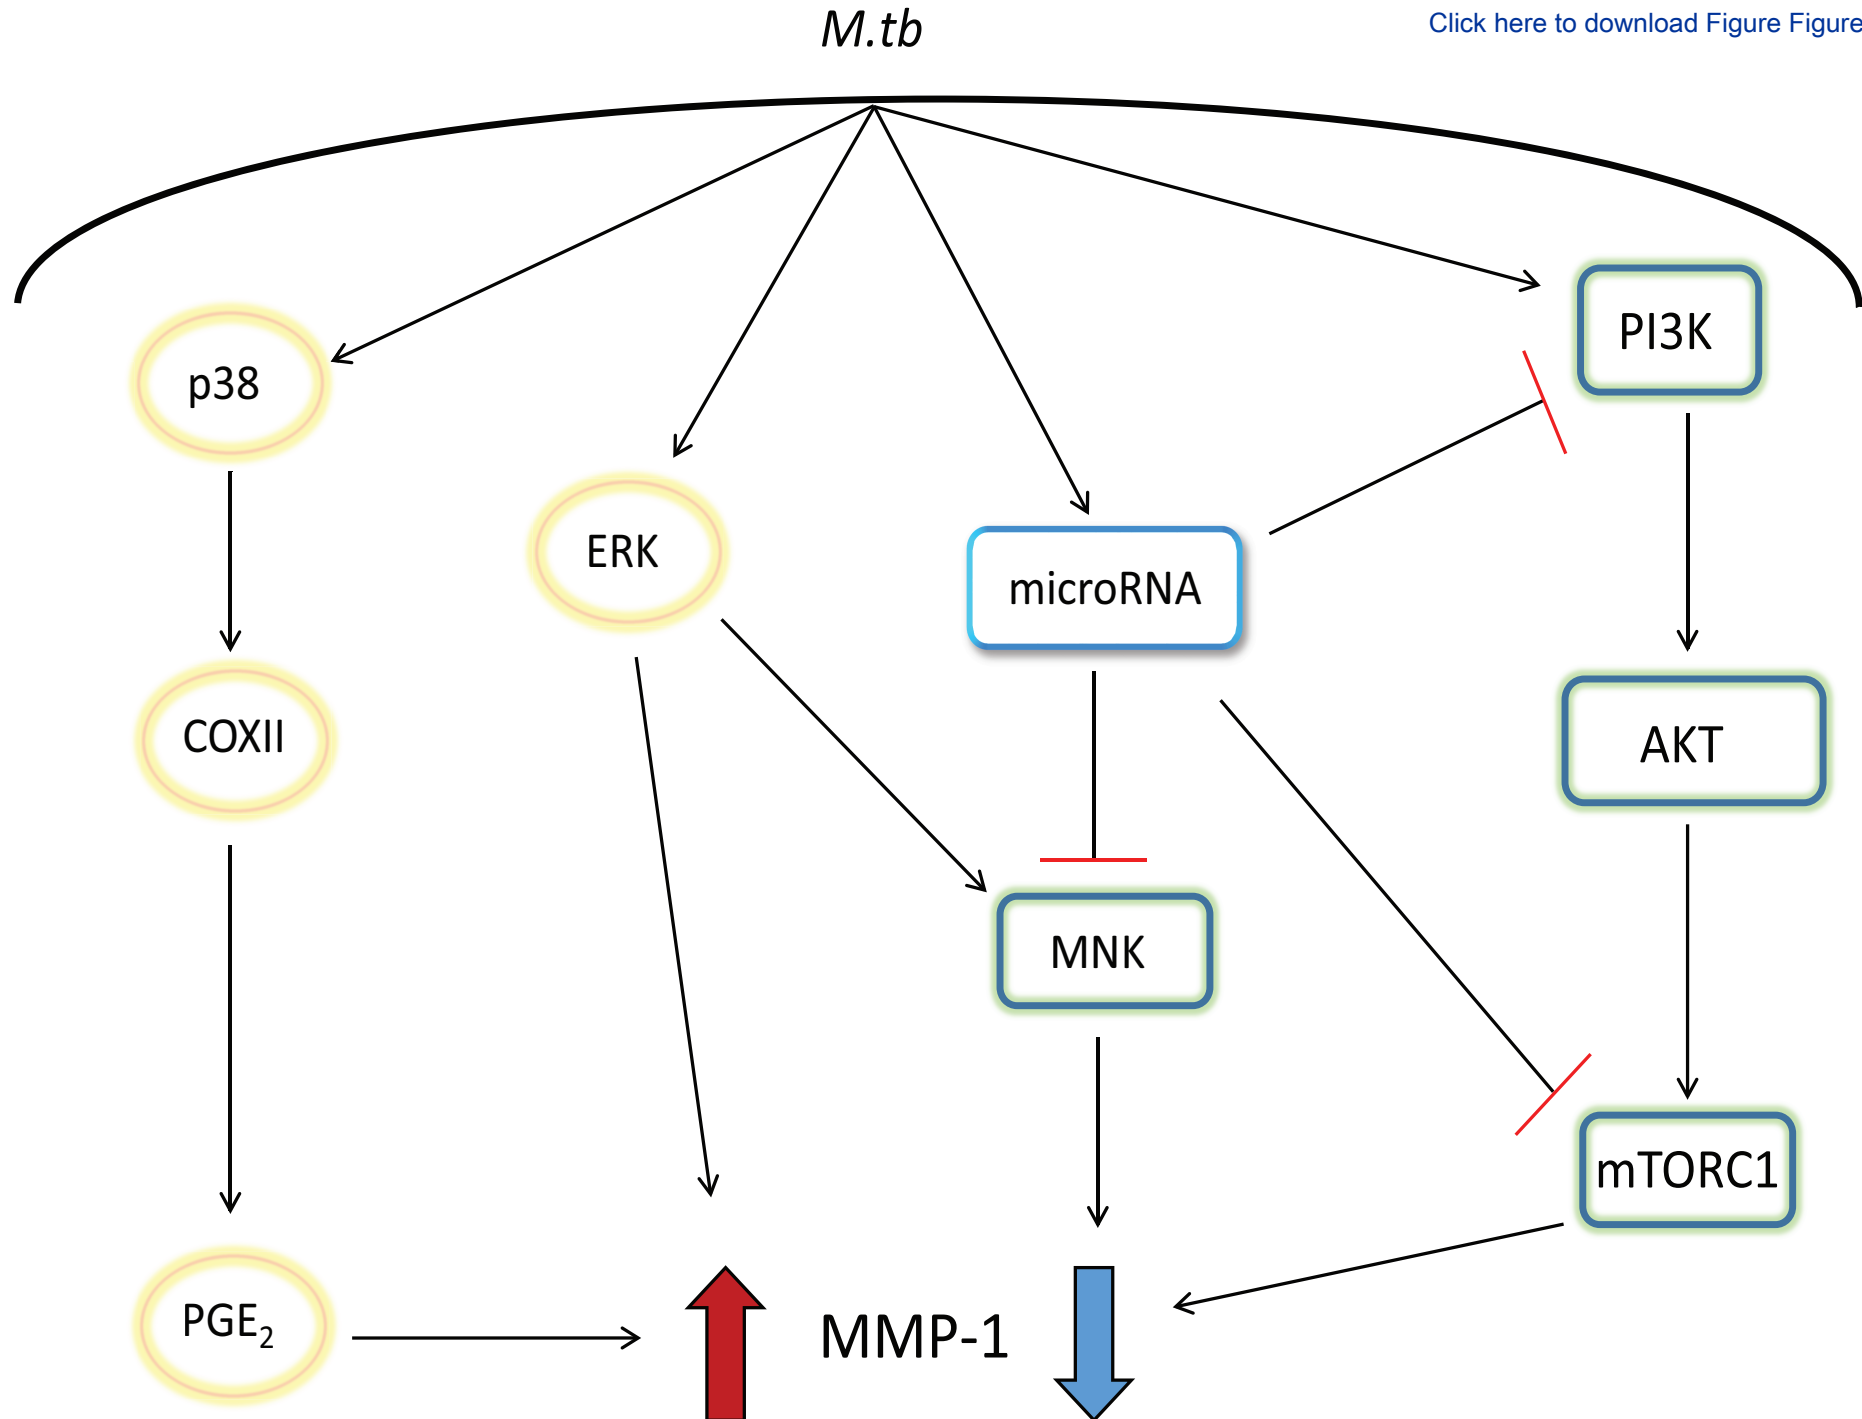 M.tb
Click here to download Figure Figure
PI3K
p38
ERK
microRNA
COXII
AKT
MNK
mTORC1
PGE2
MMP-1